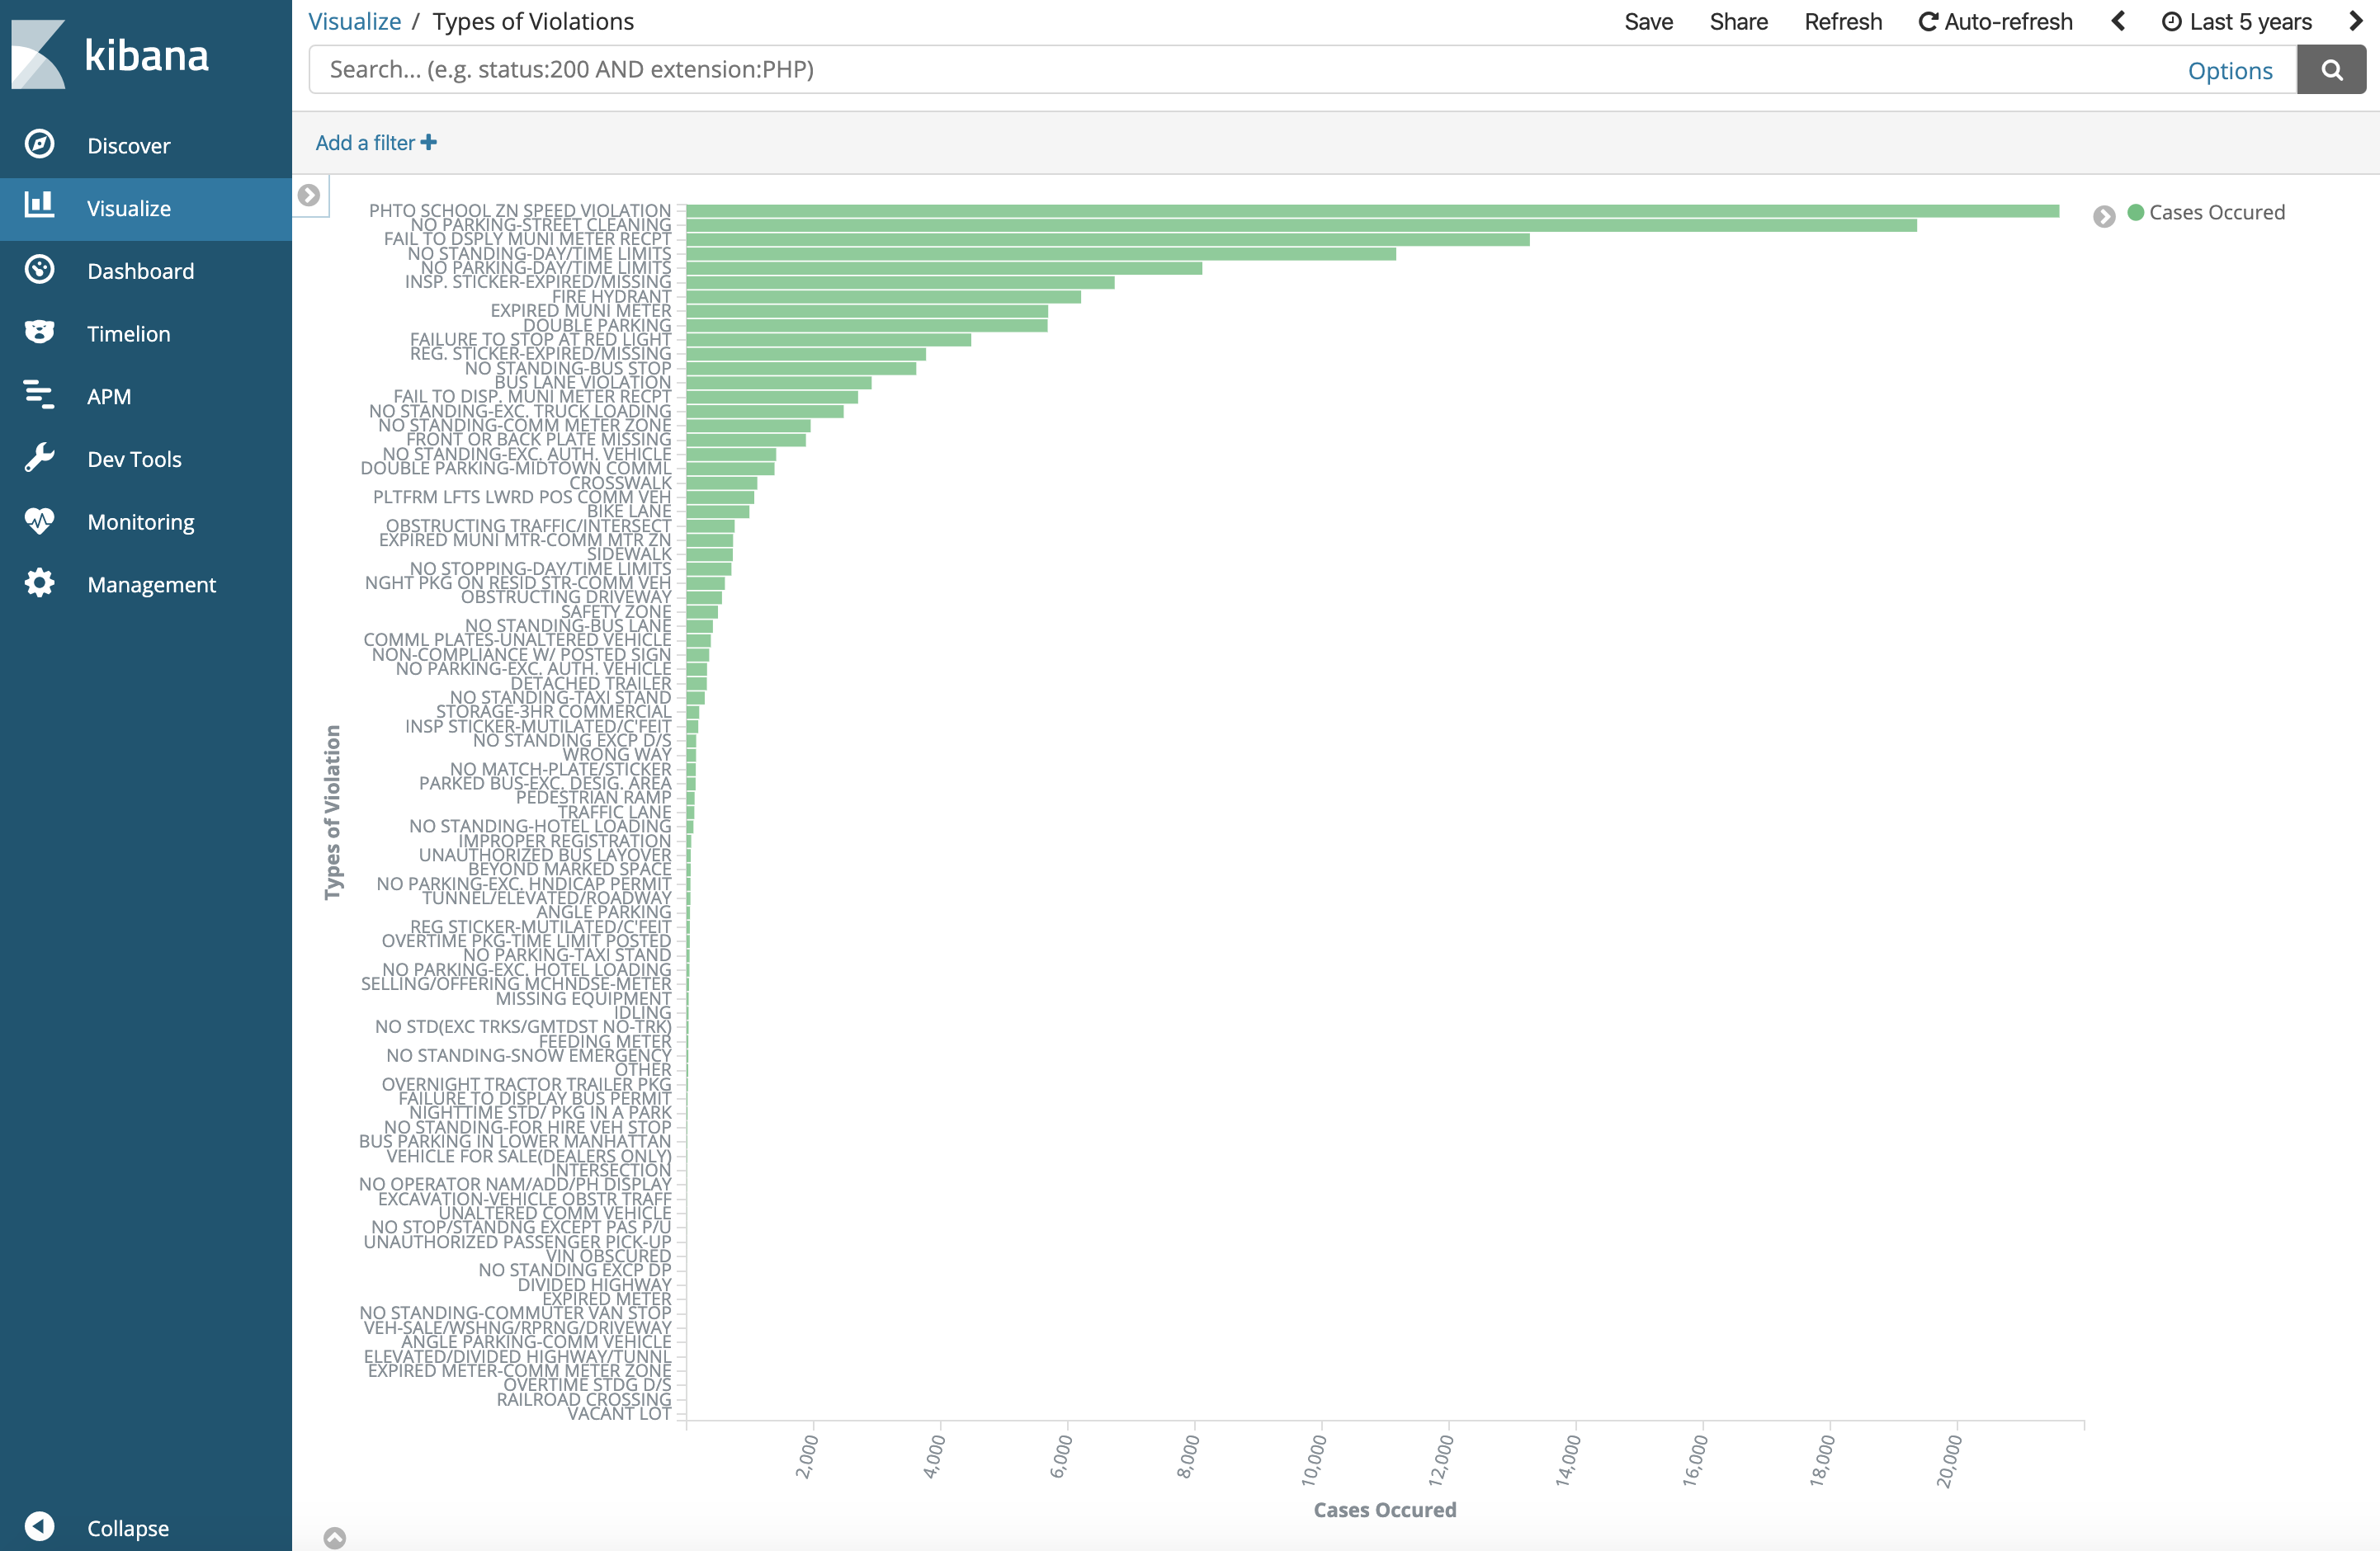 kibana
Discover
Visualize
Dashboard
Timelion
APM
Dev Tools
Monitoring
Management
Collapse
Visualize / Types of Violations
Save Share Refresh Auto-refresh Last 5 years
Search... (e.g. status:200 AND extension:PHP)
Options
Add a filter
Cases Occured
Types of Violation
PHTO SCHOOL ZN SPEED VIOLATION
NO PARKING-STREET CLEANING
FAIL TO DSPLY MUNI METER RECPT
NO STANDING-DAY/TIME LIMITS
NO PARKING-DAY/TIME LIMITS
INSP. STICKER-EXPIRED/MISSING
FIRE HYDRANT
EXPIRED MUNI METER
DOUBLE PARKING
FAILURE TO STOP AT RED LIGHT
REG. STICKER-EXPIRED/MISSING
NO STANDING-BUS STOP
BUS LANE VIOLATION
FAIL TO DISP. MUNI METER RECPT
NO STANDING-EXC. TRUCK LOADING
NO STANDING-COMM METER ZONE
FRONT OR BACK PLATE MISSING
NO STANDING-EXC. AUTH. VEHICLE
DOUBLE PARKING-MIDTOWN COMML
CROSSWALK
PLTFRM LFTS LWRD POS COMM VEH
BIKE LANE
OBSTRUCTING TRAFFIC/INTERSECT
EXPIRED MUNI MTR-COMM MTR ZN
SIDEWALK
NO STOPPING-DAY/TIME LIMITS
NGHT PKG ON RESID STR-COMM VEH
OBSTRUCTING DRIVEWAY
SAFETY ZONE
NO STANDING-BUS LANE
COMML PLATES-UNALTERED VEHICLE
NON-COMPLIANCE W/ POSTED SIGN
NO PARKING-EXC. AUTH. VEHICLE
DETACHED TRAILER
NO STANDING-TAXI STAND
STORAGE-3HR COMMERCIAL
INSP STICKER-MUTILATED/C'FEIT
NO STANDING EXCP D/S
WRONG WAY
NO MATCH-PLATE/STICKER
PARKED BUS-EXC. DESIG. AREA
PEDESTRIAN RAMP
TRAFFIC LANE
NO STANDING-HOTEL LOADING
IMPROPER REGISTRATION
UNAUTHORIZED BUS LAYOVER
BEYOND MARKED SPACE
NO PARKING-EXC. HNDICAP PERMIT
TUNNEL/ELEVATED/ROADWAY
ANGLE PARKING
REG STICKER-MUTILATED/C'FEIT
OVERTIME PKG-TIME LIMIT POSTED
NO PARKING-TAXI STAND
NO PARKING-EXC. HOTEL LOADING
SELLING/OFFERING MCHNDSE-METER
MISSING EQUIPMENT
IDLING
NO STD(EXC TRKS/GMTDST NO-TRK)
FEEDING METER
NO STANDING-SNOW EMERGENCY
OTHER
OVERNIGHT TRACTOR TRAILER PKG
FAILURE TO DISPLAY BUS PERMIT
NIGHTTIME STD/ PKG IN A PARK
NO STANDING-FOR HIRE VEH STOP
BUS PARKING IN LOWER MANHATTAN
VEHICLE FOR SALE(DEALERS ONLY)
INTERSECTION
NO OPERATOR NAM/ADD/PH DISPLAY
EXCAVATION-VEHICLE OBSTR TRAFF
UNALTERED COMM VEHICLE
NO STOP/STANDNG EXCEPT PAS P/U
UNAUTHORIZED PASSENGER PICK-UP
VIN OBSCURED
NO STANDING EXCP DP
DIVIDED HIGHWAY
EXPIRED METER
NO STANDING-COMMUTER VAN STOP
VEH-SALE/WSHNG/RPRNG/DRIVEWAY
ANGLE PARKING-COMM VEHICLE
ELEVATED/DIVIDED HIGHWAY/TUNNL
EXPIRED METER-COMM METER ZONE
OVERTIME STDG D/S
RAILROAD CROSSING
VACANT LOT
2,000 4,000 6,000 8,000 10,000 12,000 14,000 16,000 18,000 20,000
Cases Occured